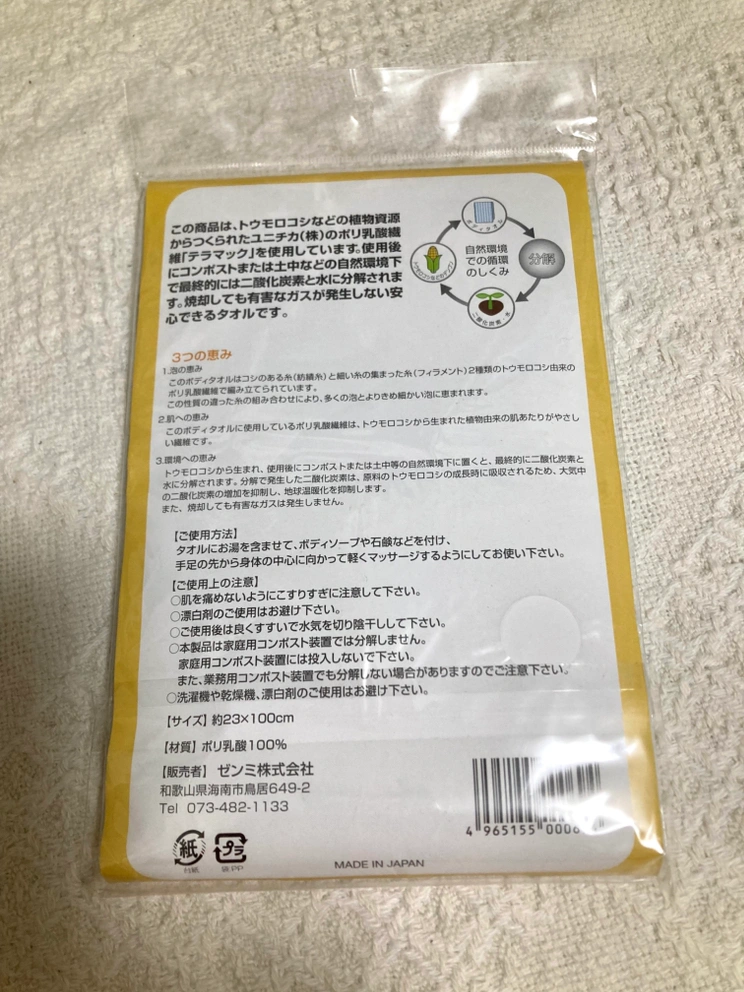 この商品は、トウモロコシなどの植物資源
からつくられたユニチカ(株)のポリ乳酸繊
維「テラマック」を使用しています。使用後
にコンポストまたは土中などの自然環境下
で最終的には二酸化炭素と水に分解されま
す。焼却しても有害なガスが発生しない安
心できるタオルです。
ボディタオル
分解
二酸化炭素・水
自然環境
での循環
のしくみ
3つの恵み
1.泡の恵み
このボディタオルはコシのある糸(紡績糸)と細い糸の集まった糸(フィラメント)2種類のトウモロコシ由来の
ポリ乳酸繊維で編み立てられています。
この性質の違った糸の組み合わせにより、多くの泡とよりきめ細かい泡に恵まれます。
2.肌への恵み
このボディタオルに使用しているポリ乳酸繊維は、トウモロコシから生まれた植物由来の肌あたりがやさし
い繊維です。
3.環境への恵み
トウモロコシから生まれ、使用後にコンポストまたは土中等の自然環境下に置くと、最終的に二酸化炭素と
水に分解されます。分解で発生した二酸化炭素は、原料のトウモロコシの成長時に吸収されるため、大気中
の二酸化炭素の増加を抑制し、地球温暖化を抑制します。
また、焼却しても有害なガスは発生しません。
【ご使用方法】
タオルにお湯を含ませて、ボディソープや石鹸などを付け、
手足の先から身体の中心に向かって軽くマッサージするようにしてお使い下さい。
【ご使用上の注意】
○肌を痛めないようにこすりすぎに注意して下さい。
○漂白剤のご使用はお避け下さい。
○ご使用後は良くすすいで水気を切り陰干しして下さい。
○本製品は家庭用コンポスト装置では分解しません。
家庭用コンポスト装置には投入しないで下さい。
また、業務用コンポスト装置でも分解しない場合がありますのでご注意下さい。
○洗濯機や乾燥機、漂白剤のご使用はお避け下さい。
【サイズ】約23×100cm
【材質】ポリ乳酸100%
【販売者】ゼンミ株式会社
和歌山県海南市鳥居649-2
Tel 073-482-1133
4 965155 000
紙
台紙
プラ
袋:PP
MADE IN JAPAN